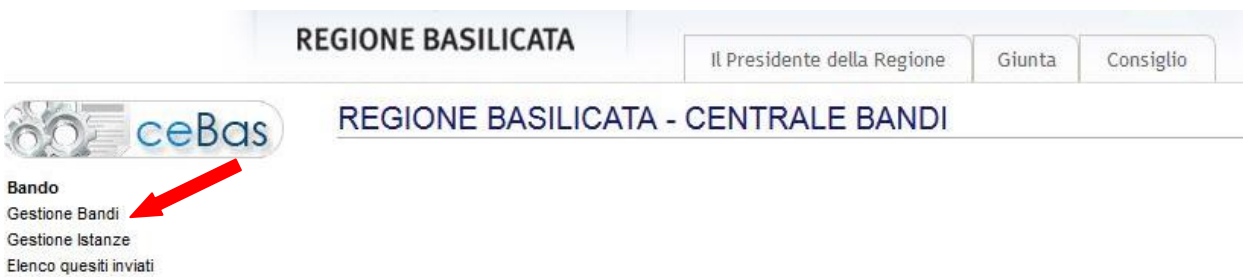 REGIONE BASILICATA
Il Presidente della Regione
Giunta
Consiglio
ceBas
REGIONE BASILICATA - CENTRALE BANDI
Bando
Gestione Bandi
Gestione Istanze
Elenco quesiti inviati